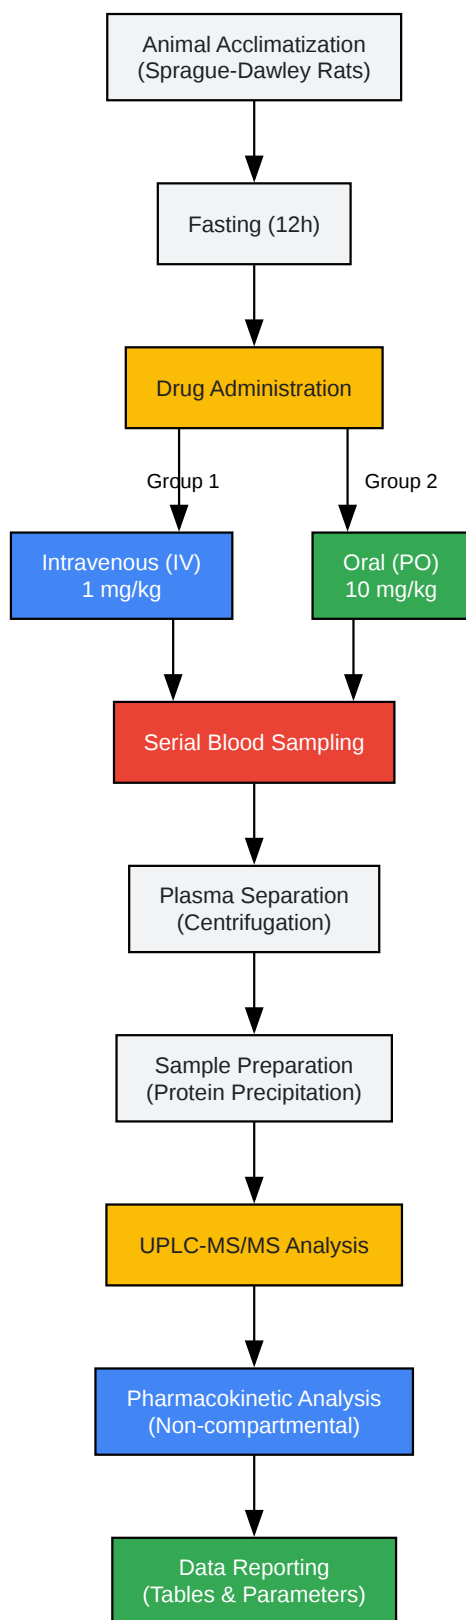 Animal Acclimatization
(Sprague-Dawley Rats)
Fasting (12h)
Drug Administration
Group 1
Group 2
Intravenous (IV)
1 mg/kg
Oral (PO)
10 mg/kg
Serial Blood Sampling
Plasma Separation
(Centrifugation)
Sample Preparation
(Protein Precipitation)
UPLC-MS/MS Analysis
Pharmacokinetic Analysis
(Non-compartmental)
Data Reporting
(Tables & Parameters)